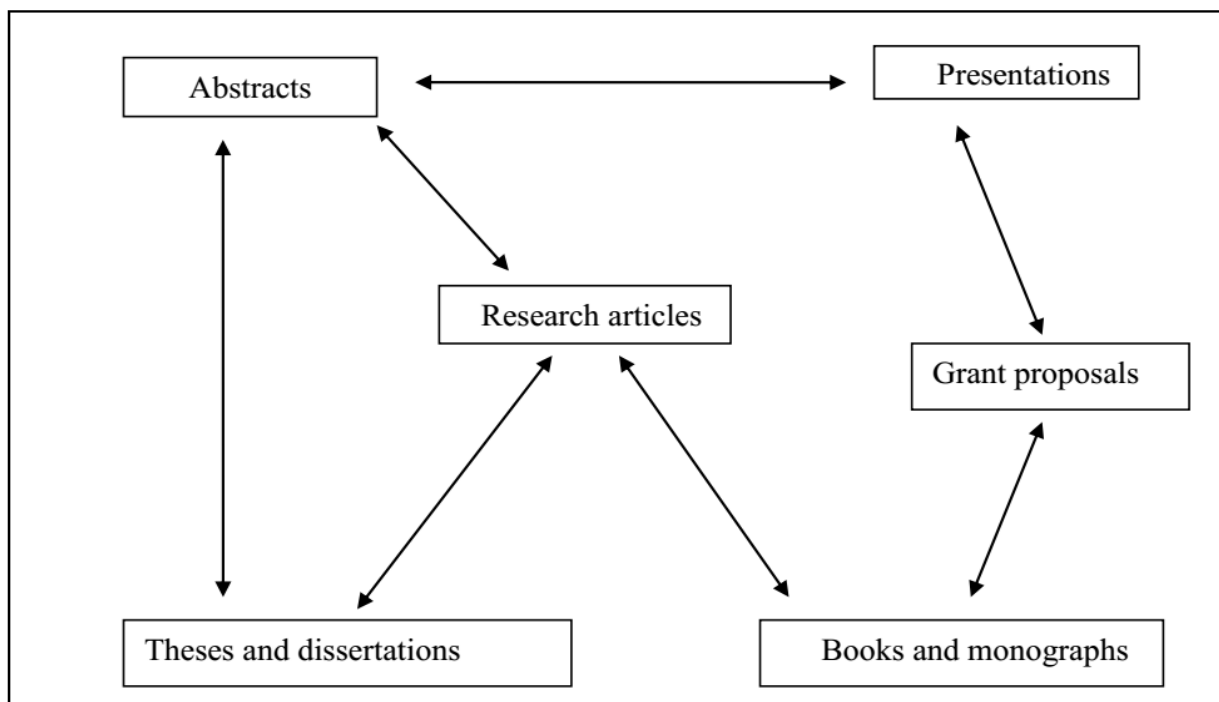 Abstracts
Presentations
Research articles
Grant proposals
Theses and dissertations
Books and monographs